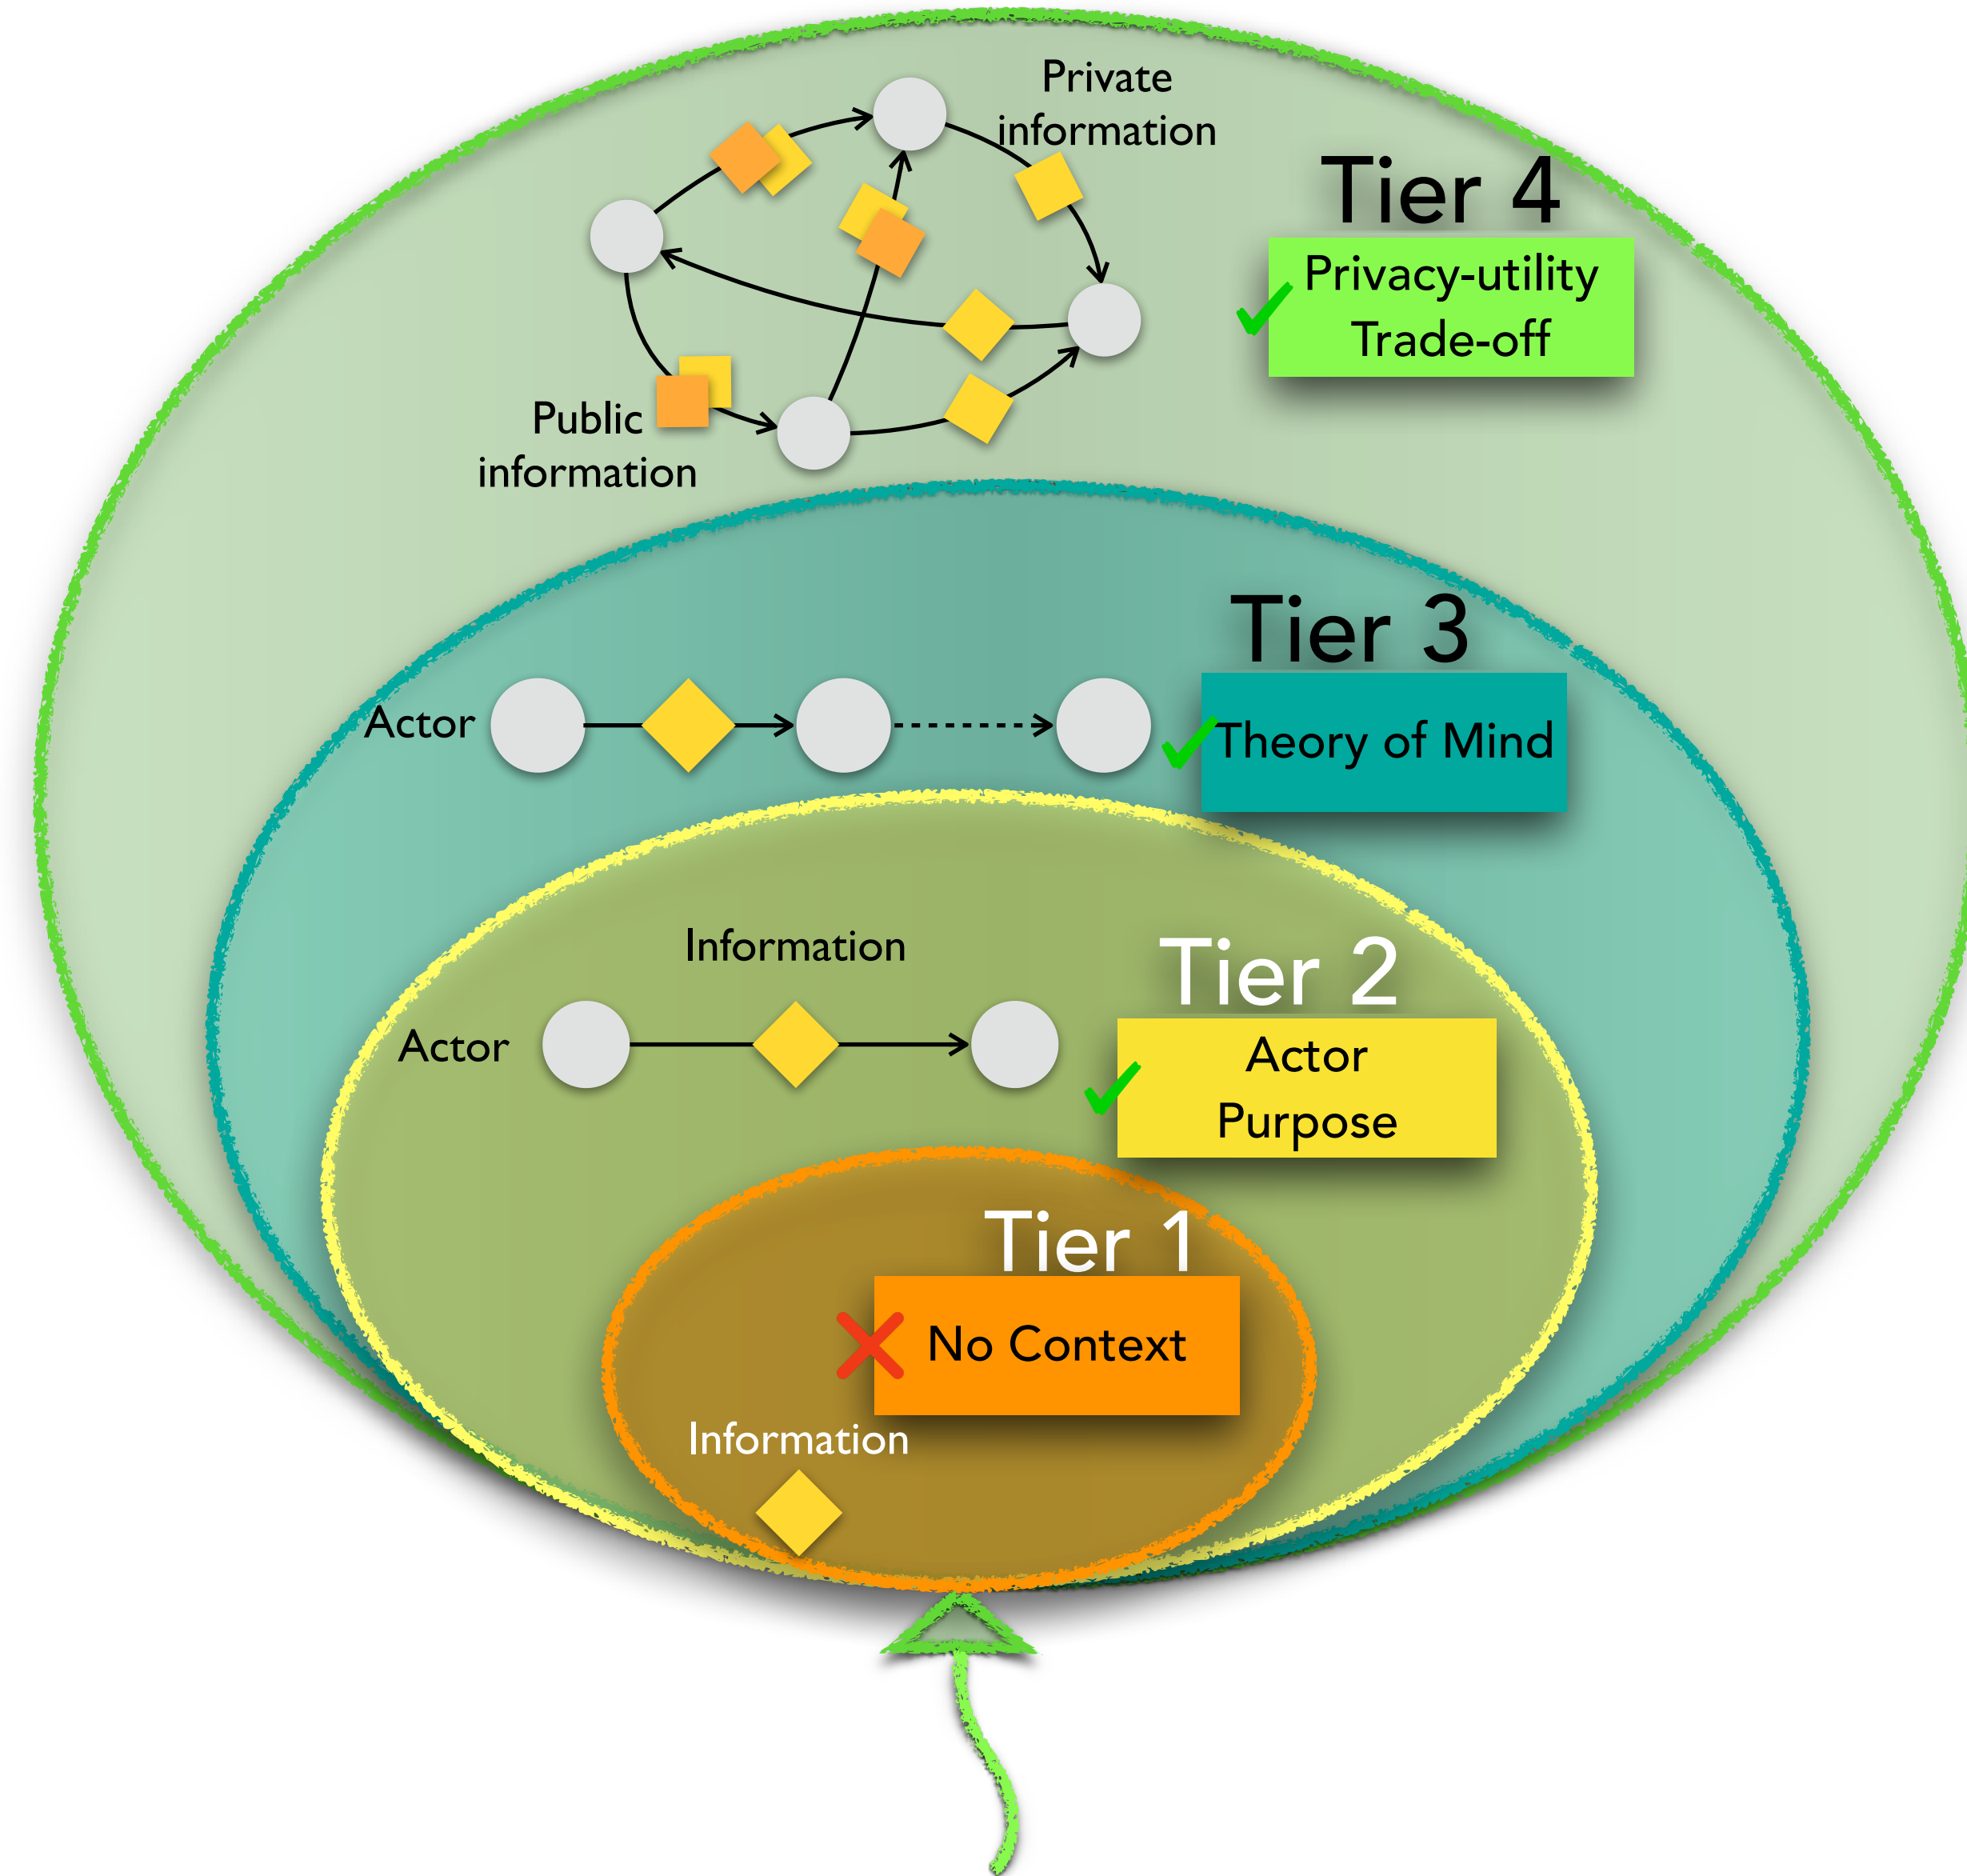 Private
information
Tier 4
Privacy-utility
Trade-off
Public
information
Tier 3
Actor
Theory of Mind
Information
Tier 2
Actor
Actor
Purpose
Tier 1
No Context
Information